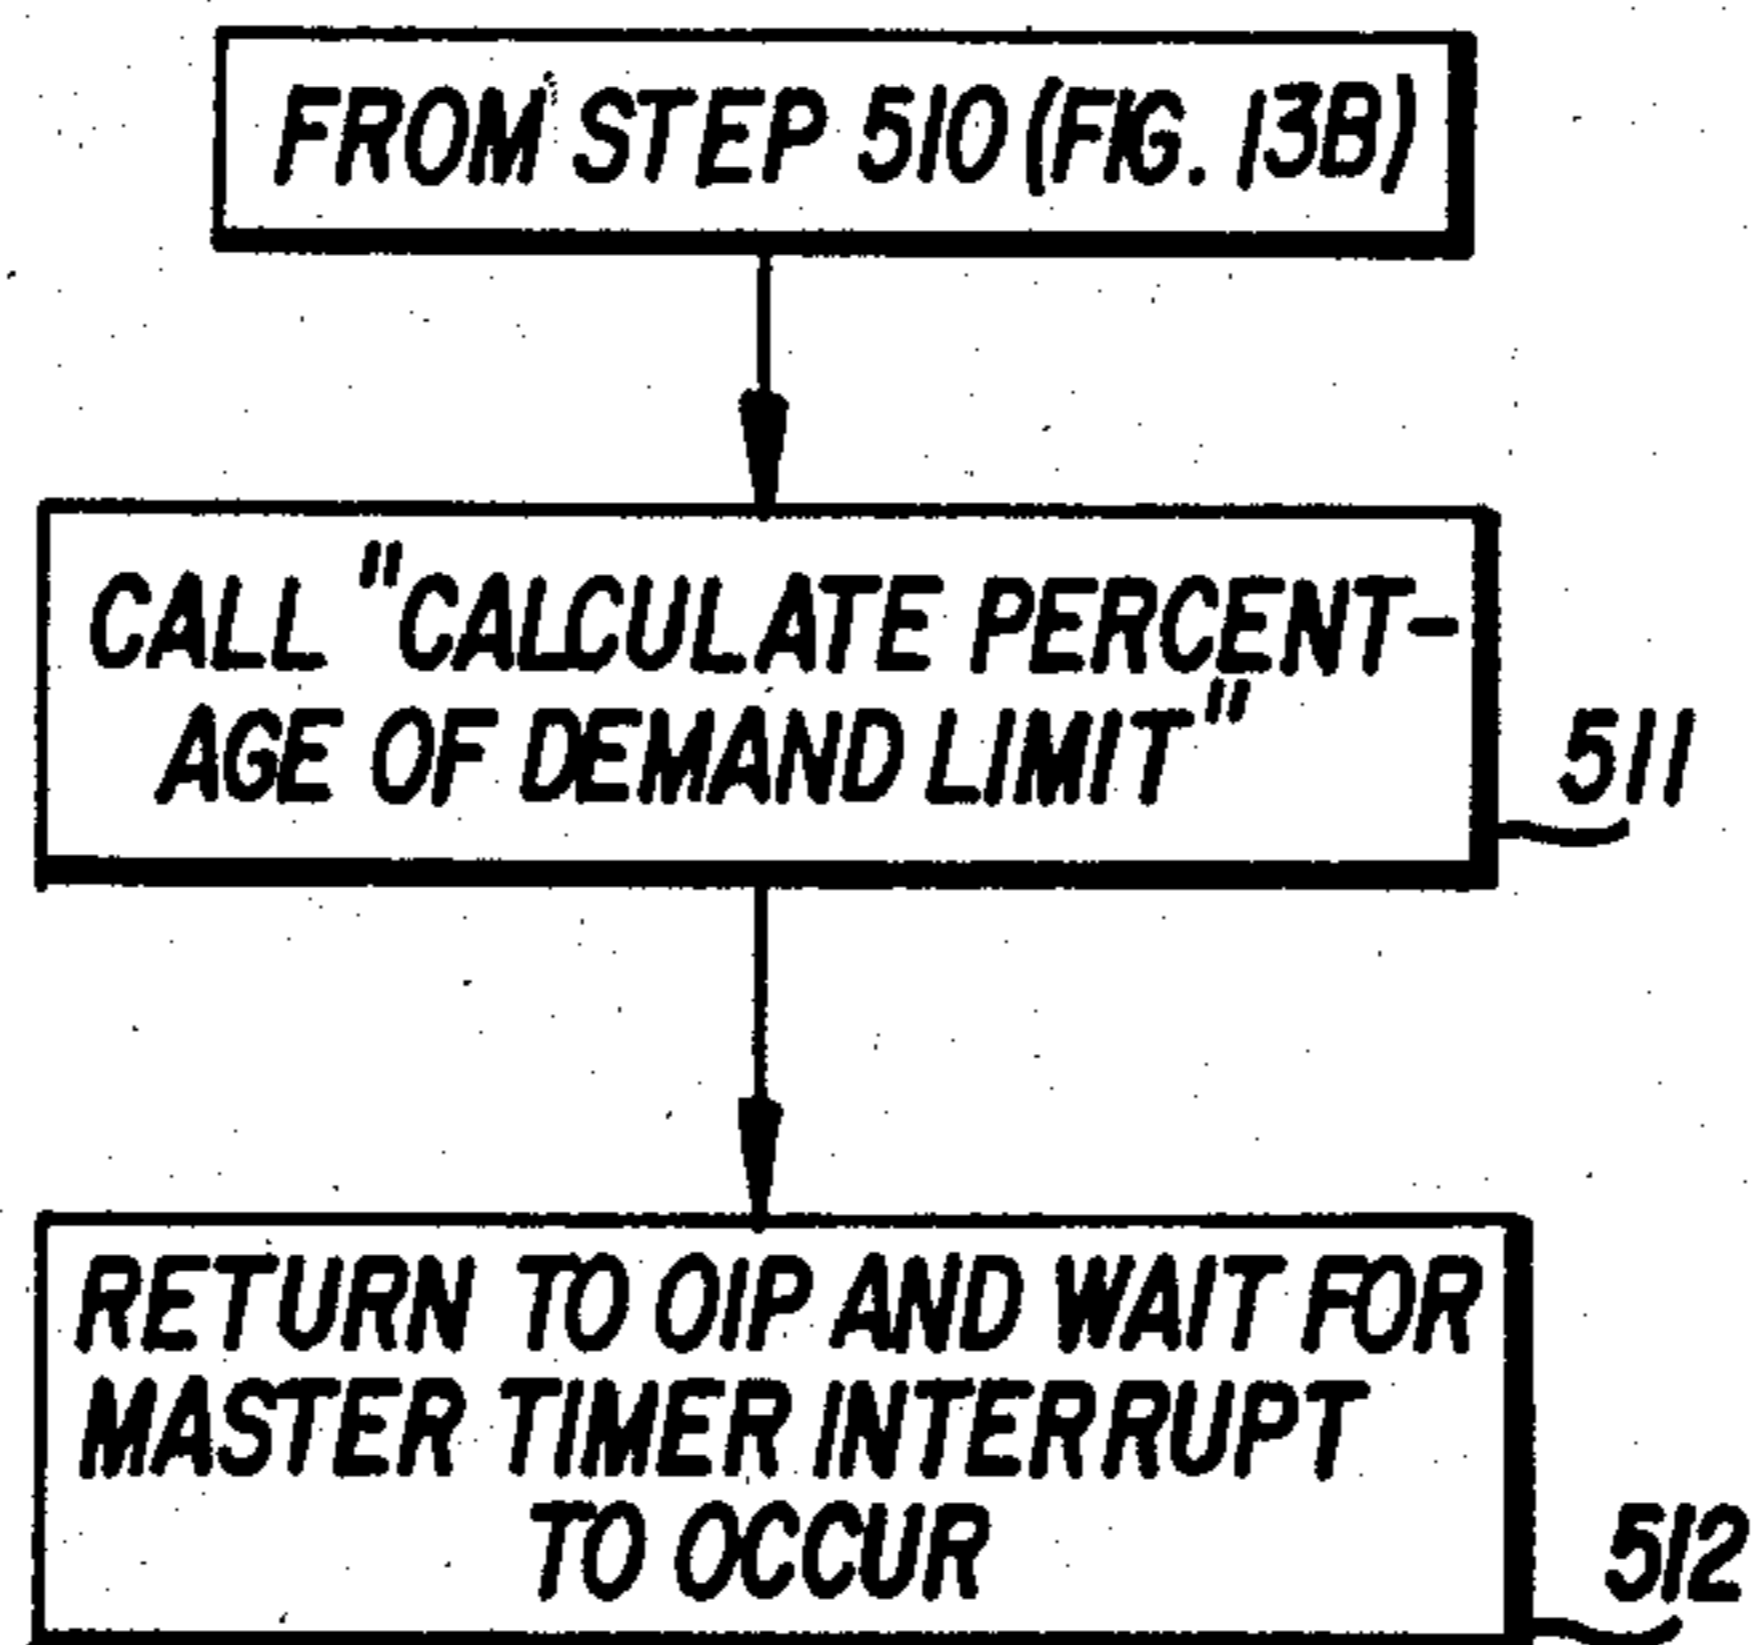 FROM STEP 510 (FIG. 13B)
CALL "CALCULATE PERCENT-
AGE OF DEMAND LIMIT"
511
RETURN TO OIP AND WAIT FOR
MASTER TIMER INTERRUPT
TO OCCUR
512